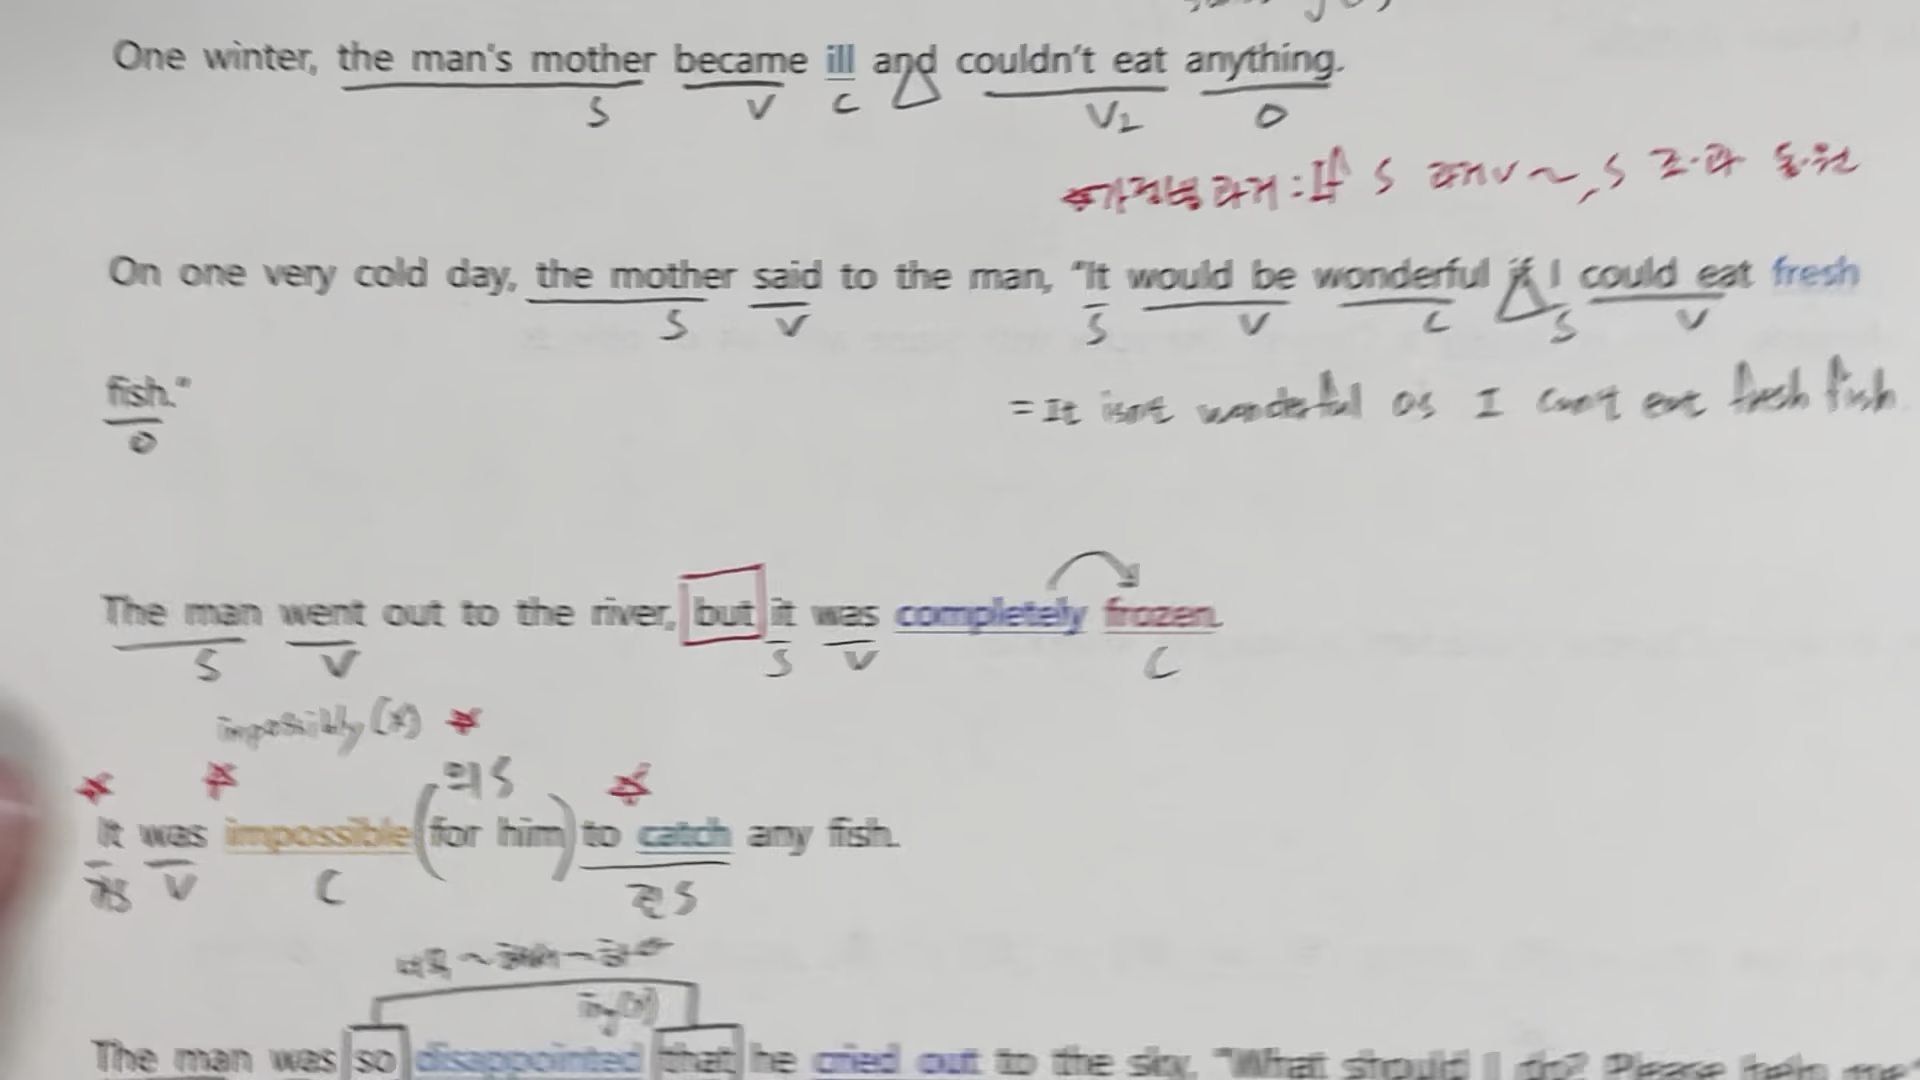 One winter, the man's mother became ill and couldn't eat anything.
S V C V2 O
★가정법 과거 : If S 과거V ~, S 조·과 동·원
On one very cold day, the mother said to the man, "It would be wonderful if I could eat fresh
S V S V C S V
fish."
= It isn't wonderful as I can't eat fresh fish
O
The man went out to the river, but it was completely frozen.
S V S V C
impossibly (x) ★
★ ★ 의S ★
It was impossible (for him) to catch any fish.
가S V C 진S
ing(x)
The man was so disappointed that he cried out to the sky, "What should I do? Please help me